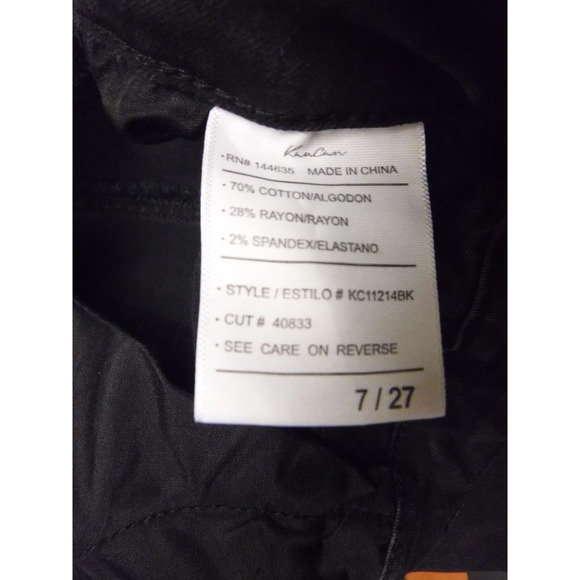 KanCan
• RN# 144635 MADE IN CHINA
• 70% COTTON/ALGODON
• 28% RAYON/RAYON
• 2% SPANDEX/ELASTANO
• STYLE / ESTILO # KC11214BK
• CUT # 40833
• SEE CARE ON REVERSE
7 / 27